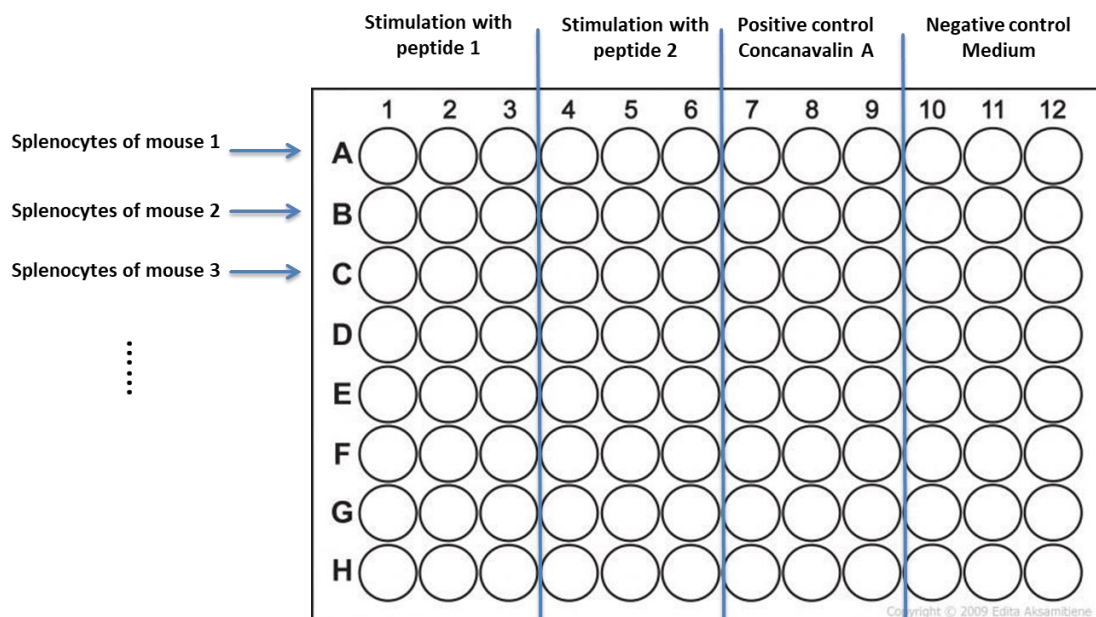 Stimulation with
peptide 1
Stimulation with
peptide 2
Positive control
Concanavalin A
Negative control
Medium
1 2 3 4 5 6 7 8 9 10 11 12
Splenocytes of mouse 1
A
Splenocytes of mouse 2
B
Splenocytes of mouse 3
C
D
E
F
G
H
Copyright © 2009 Edita Aksamitiene